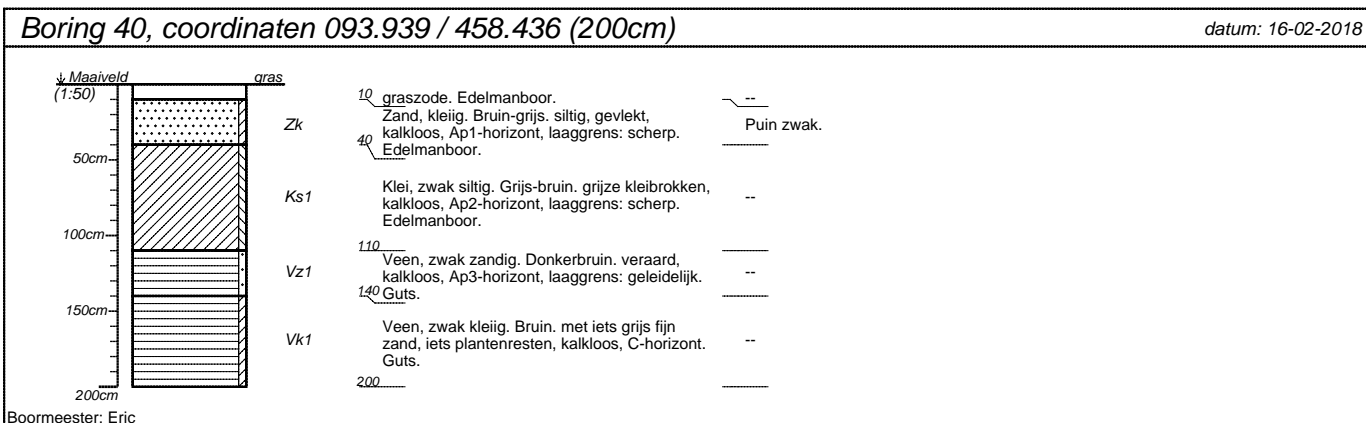 Boring 40, coordinaten 093.939 / 458.436 (200cm)
datum: 16-02-2018
Maaiveld
gras
(1:50)
10
graszode. Edelmanboor.
--
Zk
Zand, kleiig. Bruin-grijs. siltig, gevlekt,
kalkloos, Ap1-horizont, laaggrens: scherp.
Edelmanboor.
Puin zwak.
40
50cm
Ks1
Klei, zwak siltig. Grijs-bruin. grijze kleibrokken,
kalkloos, Ap2-horizont, laaggrens: scherp.
Edelmanboor.
--
100cm
110
Vz1
Veen, zwak zandig. Donkerbruin. veraard,
kalkloos, Ap3-horizont, laaggrens: geleidelijk.
Guts.
--
140
150cm
Vk1
Veen, zwak kleiig. Bruin. met iets grijs fijn
zand, iets plantenresten, kalkloos, C-horizont.
Guts.
--
200
200cm
Boormeester: Eric